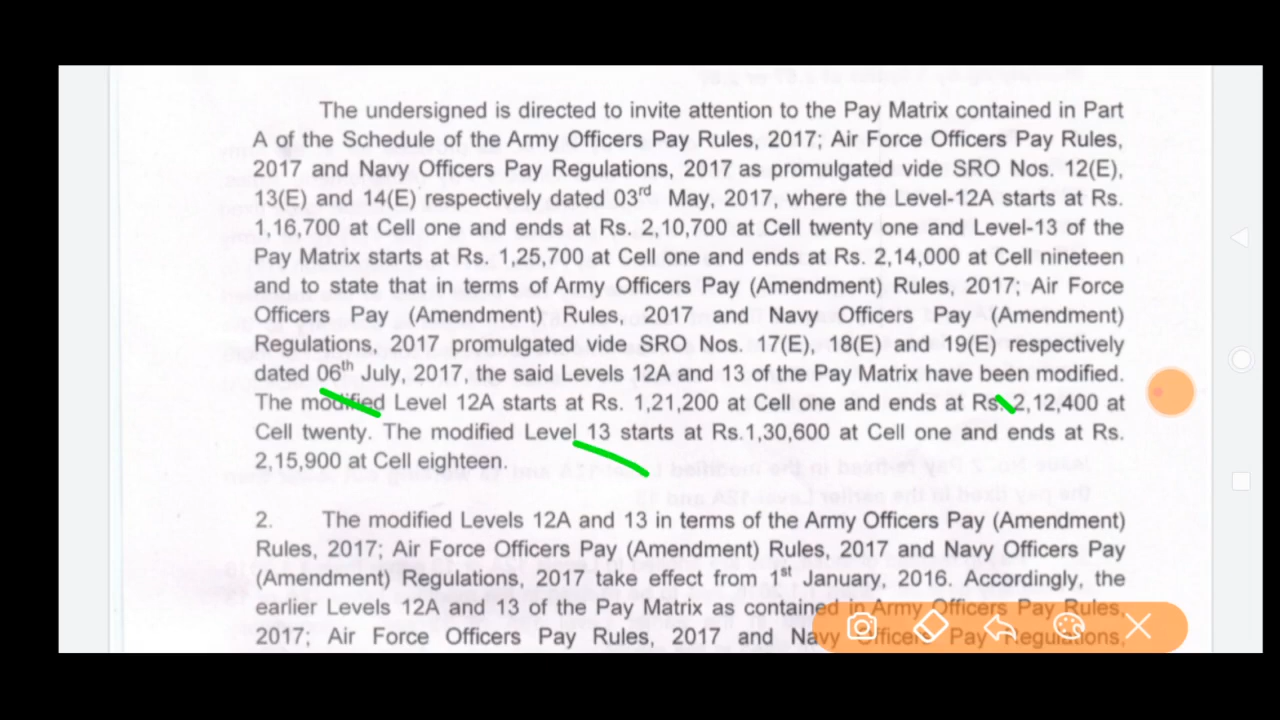 The undersigned is directed to invite attention to the Pay Matrix contained in Part
A of the Schedule of the Army Officers Pay Rules, 2017; Air Force Officers Pay Rules,
2017 and Navy Officers Pay Regulations, 2017 as promulgated vide SRO Nos. 12(E),
13(E) and 14(E) respectively dated 03rd May, 2017, where the Level-12A starts at Rs.
1,16,700 at Cell one and ends at Rs. 2,10,700 at Cell twenty one and Level-13 of the
Pay Matrix starts at Rs. 1,25,700 at Cell one and ends at Rs. 2,14,000 at Cell nineteen
and to state that in terms of Army Officers Pay (Amendment) Rules, 2017; Air Force
Officers Pay (Amendment) Rules, 2017 and Navy Officers Pay (Amendment)
Regulations, 2017 promulgated vide SRO Nos. 17(E), 18(E) and 19(E) respectively
dated 06th July, 2017, the said Levels 12A and 13 of the Pay Matrix have been modified.
The modified Level 12A starts at Rs. 1,21,200 at Cell one and ends at Rs. 2,12,400 at
Cell twenty. The modified Level 13 starts at Rs.1,30,600 at Cell one and ends at Rs.
2,15,900 at Cell eighteen.
2. The modified Levels 12A and 13 in terms of the Army Officers Pay (Amendment)
Rules, 2017; Air Force Officers Pay (Amendment) Rules, 2017 and Navy Officers Pay
(Amendment) Regulations, 2017 take effect from 1st January, 2016. Accordingly, the
earlier Levels 12A and 13 of the Pay Matrix as contained in Army Officers Pay Rules,
2017; Air Force Officers Pay Rules, 2017 and Navy Officers Pay Regulations,